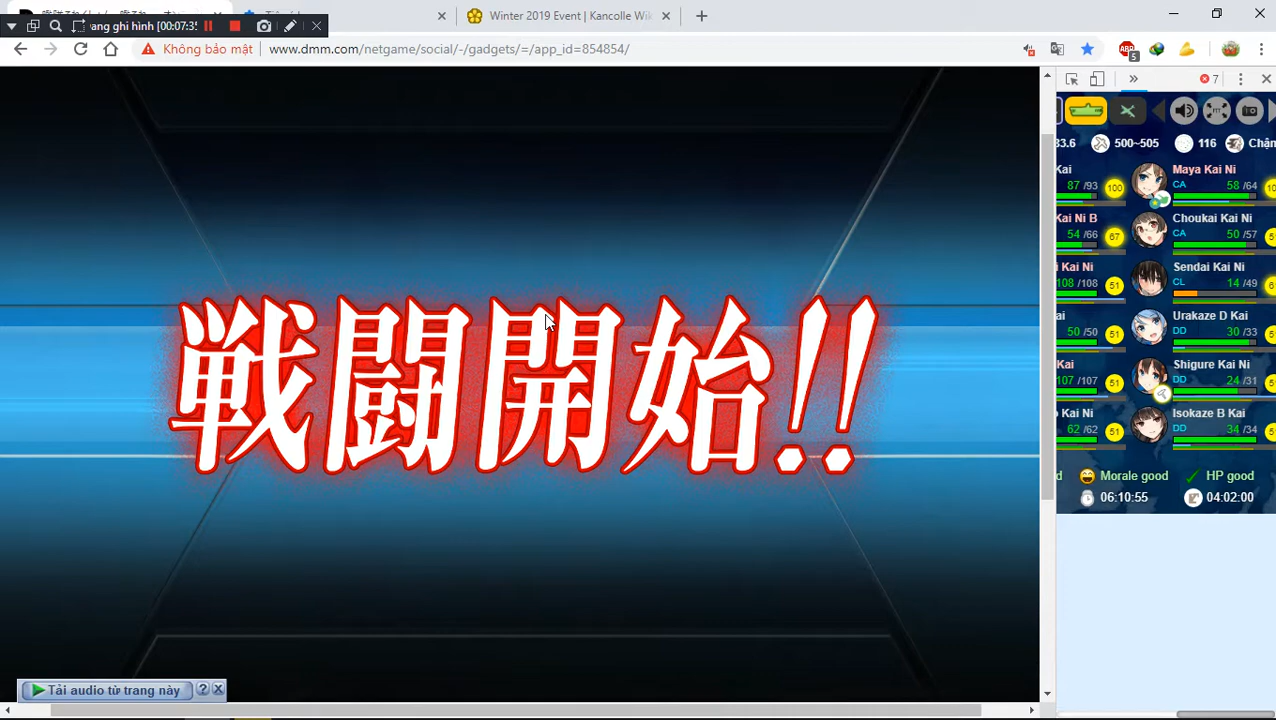 Winter 2019 Event | Kancolle Wik
ang ghi hình [00:07:35
Không bảo mật
www.dmm.com/netgame/social/-/gadgets/=/app_id=854854/
5
7
33.6
500~505
116
Kai
87 /93
100
Maya Kai Ni
CA
58 /64
Kai Ni B
54 /66
67
Choukai Kai Ni
CA
50 /57
Kai Ni
108 /108
51
Sendai Kai Ni
CL
14 /49
50 /50
51
Urakaze D Kai
DD
30 /33
Kai
107 /107
51
Shigure Kai Ni
DD
24 /31
Kai Ni
62 /62
51
Isokaze B Kai
DD
34 /34
Morale good
HP good
06:10:55
04:02:00
戦闘開始!!
Tải audio từ trang này
?